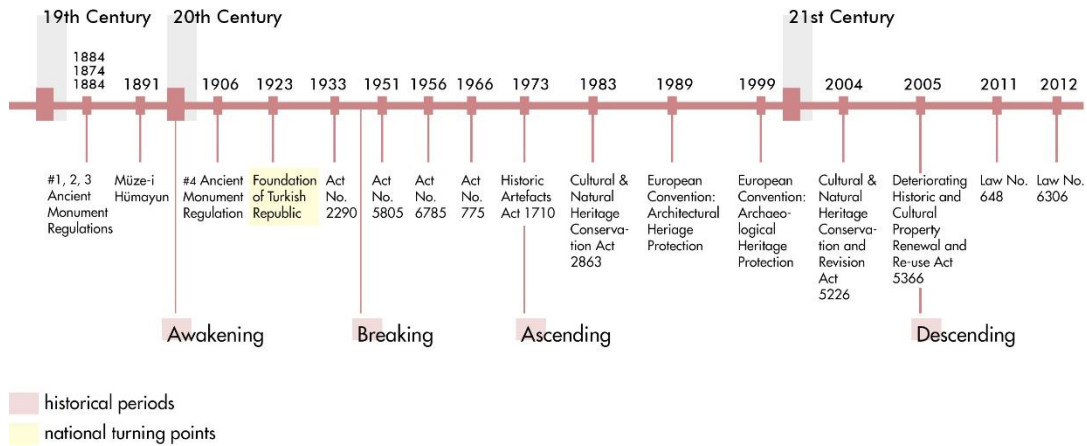 19th Century
20th Century
21st Century
1884
1874
1884
1891
1906
1923
1933
1951
1956
1966
1973
1983
1989
1999
2004
2005
2011
2012
#1, 2, 3
Ancient
Monument
Regulations
Müze-i
Hümayun
#4 Ancient
Monument
Regulation
Foundation
of Turkish
Republic
Act
No.
2290
Act
No.
5805
Act
No.
6785
Act
No.
775
Historic
Artefacts
Act 1710
Cultural &
Natural
Heritage
Conserva-
tion Act
2863
European
Convention:
Architectural
Heriage
Protection
European
Convention:
Archaeo-
logical
Heritage
Protection
Cultural &
Natural
Heritage
Conserva-
tion and
Revision
Act
5226
Deteriorating
Historic and
Cultural
Property
Renewal and
Re-use Act
5366
Law No.
648
Law No.
6306
Awakening
Breaking
Ascending
Descending
historical periods
national turning points